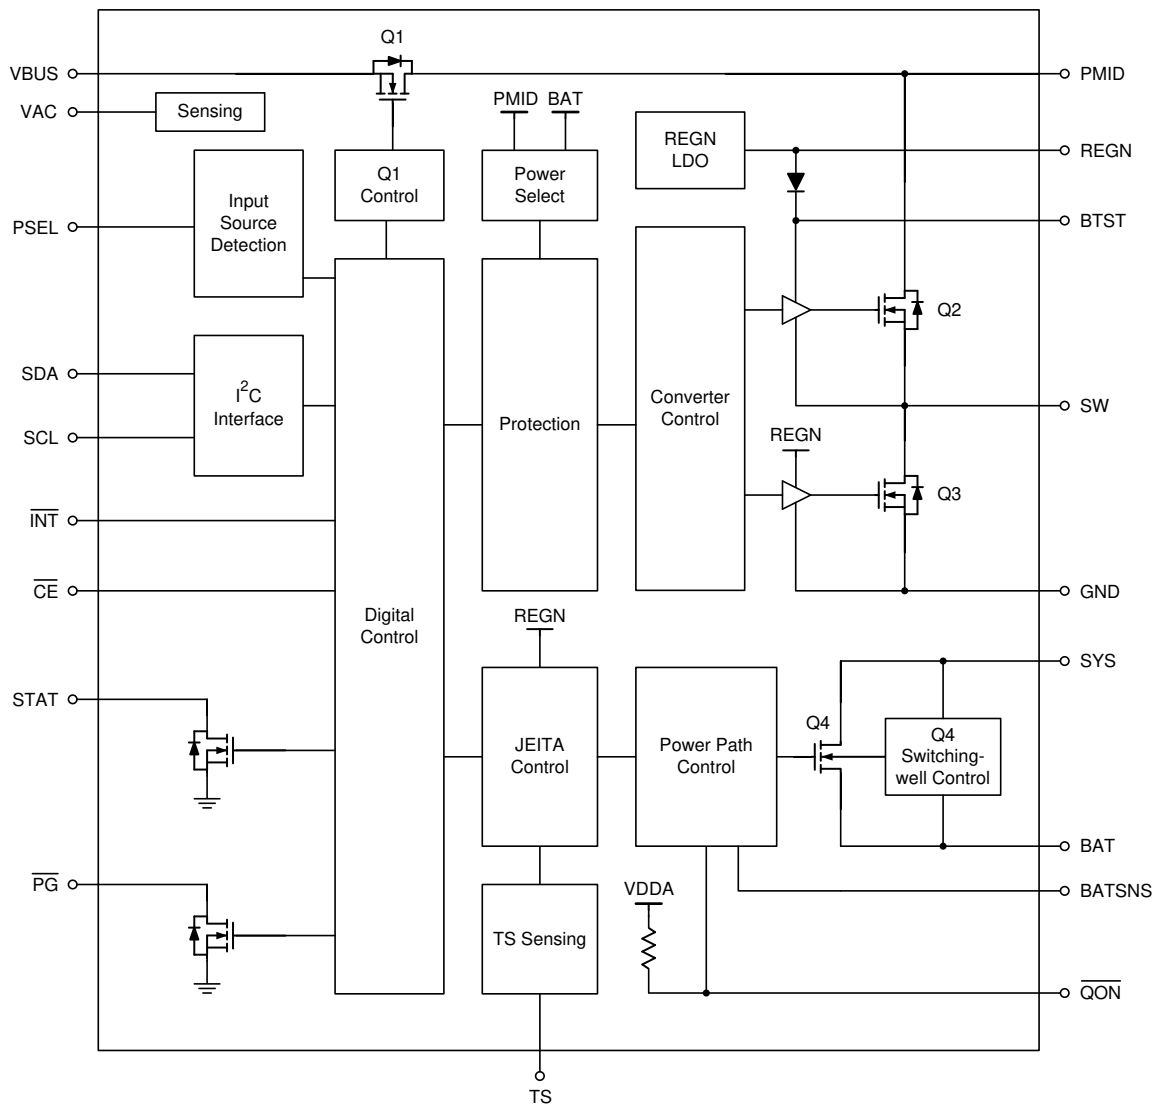 Q1
VBUS
PMID
VAC
Sensing
PMID BAT
REGN
LDO
REGN
Q1
Control
Power
Select
Input
Source
Detection
PSEL
BTST
Q2
SDA
I²C
Interface
SCL
Protection
Converter
Control
SW
REGN
Q3
INT
CE
GND
Digital
Control
REGN
SYS
STAT
JEITA
Control
Power Path
Control
Q4
Q4
Switching-
well Control
BAT
PG
BATSNS
VDDA
TS Sensing
QON
TS